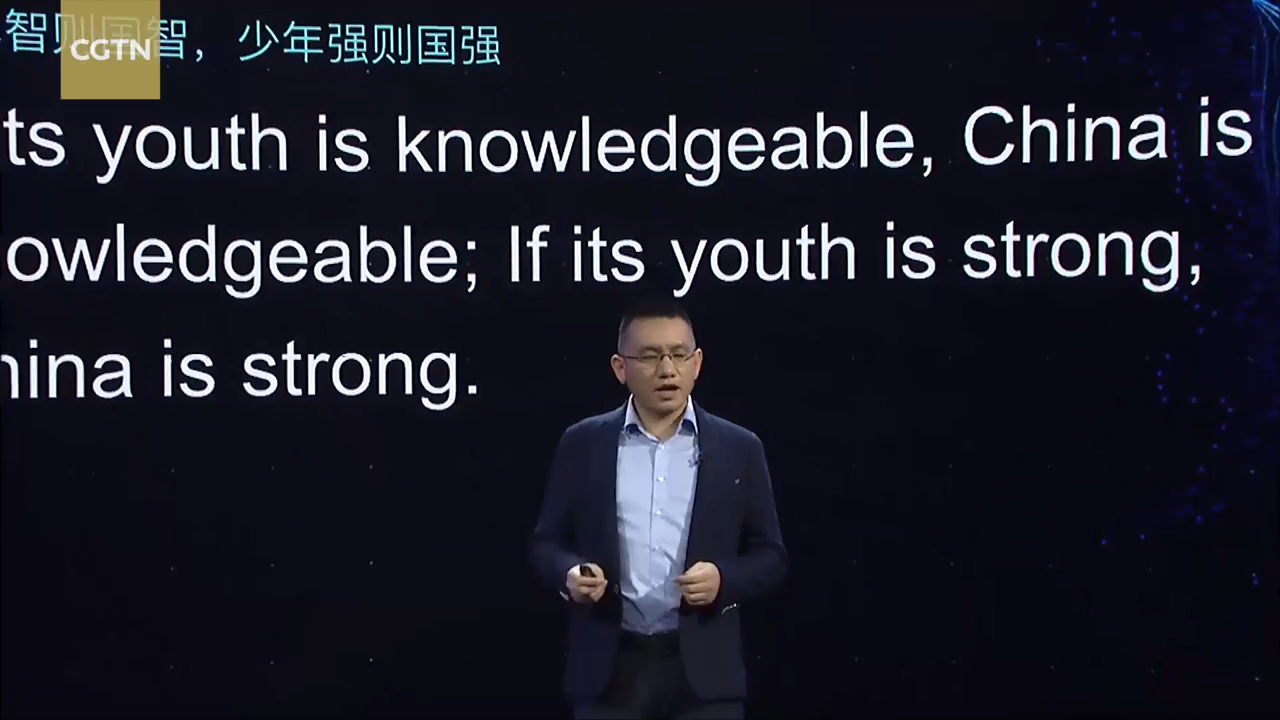 智则国智，少年强则国强
CGTN
ts youth is knowledgeable, China is
owledgeable; If its youth is strong,
hina is strong.